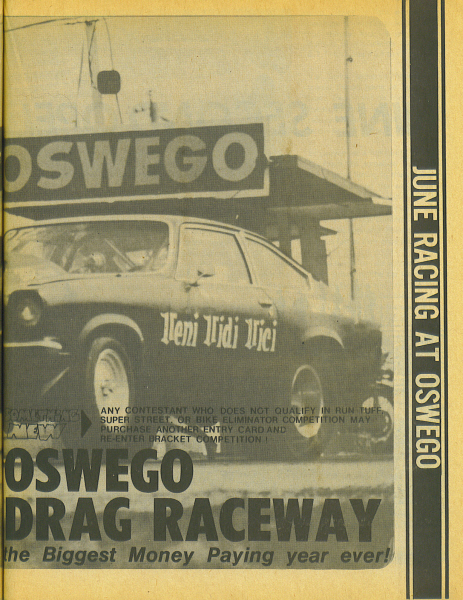 OSWEGO
Veni Vidi Vici
SOMETHING
NEW
ANY CONTESTANT WHO DOES NOT QUALIFY IN RUN TUFF,
SUPER STREET, OR BIKE ELIMINATOR COMPETITION MAY
PURCHASE ANOTHER ENTRY CARD AND
RE-ENTER BRACKET COMPETITION !
OSWEGO
DRAG RACEWAY
the Biggest Money Paying year ever!
JUNE RACING AT OSWEGO